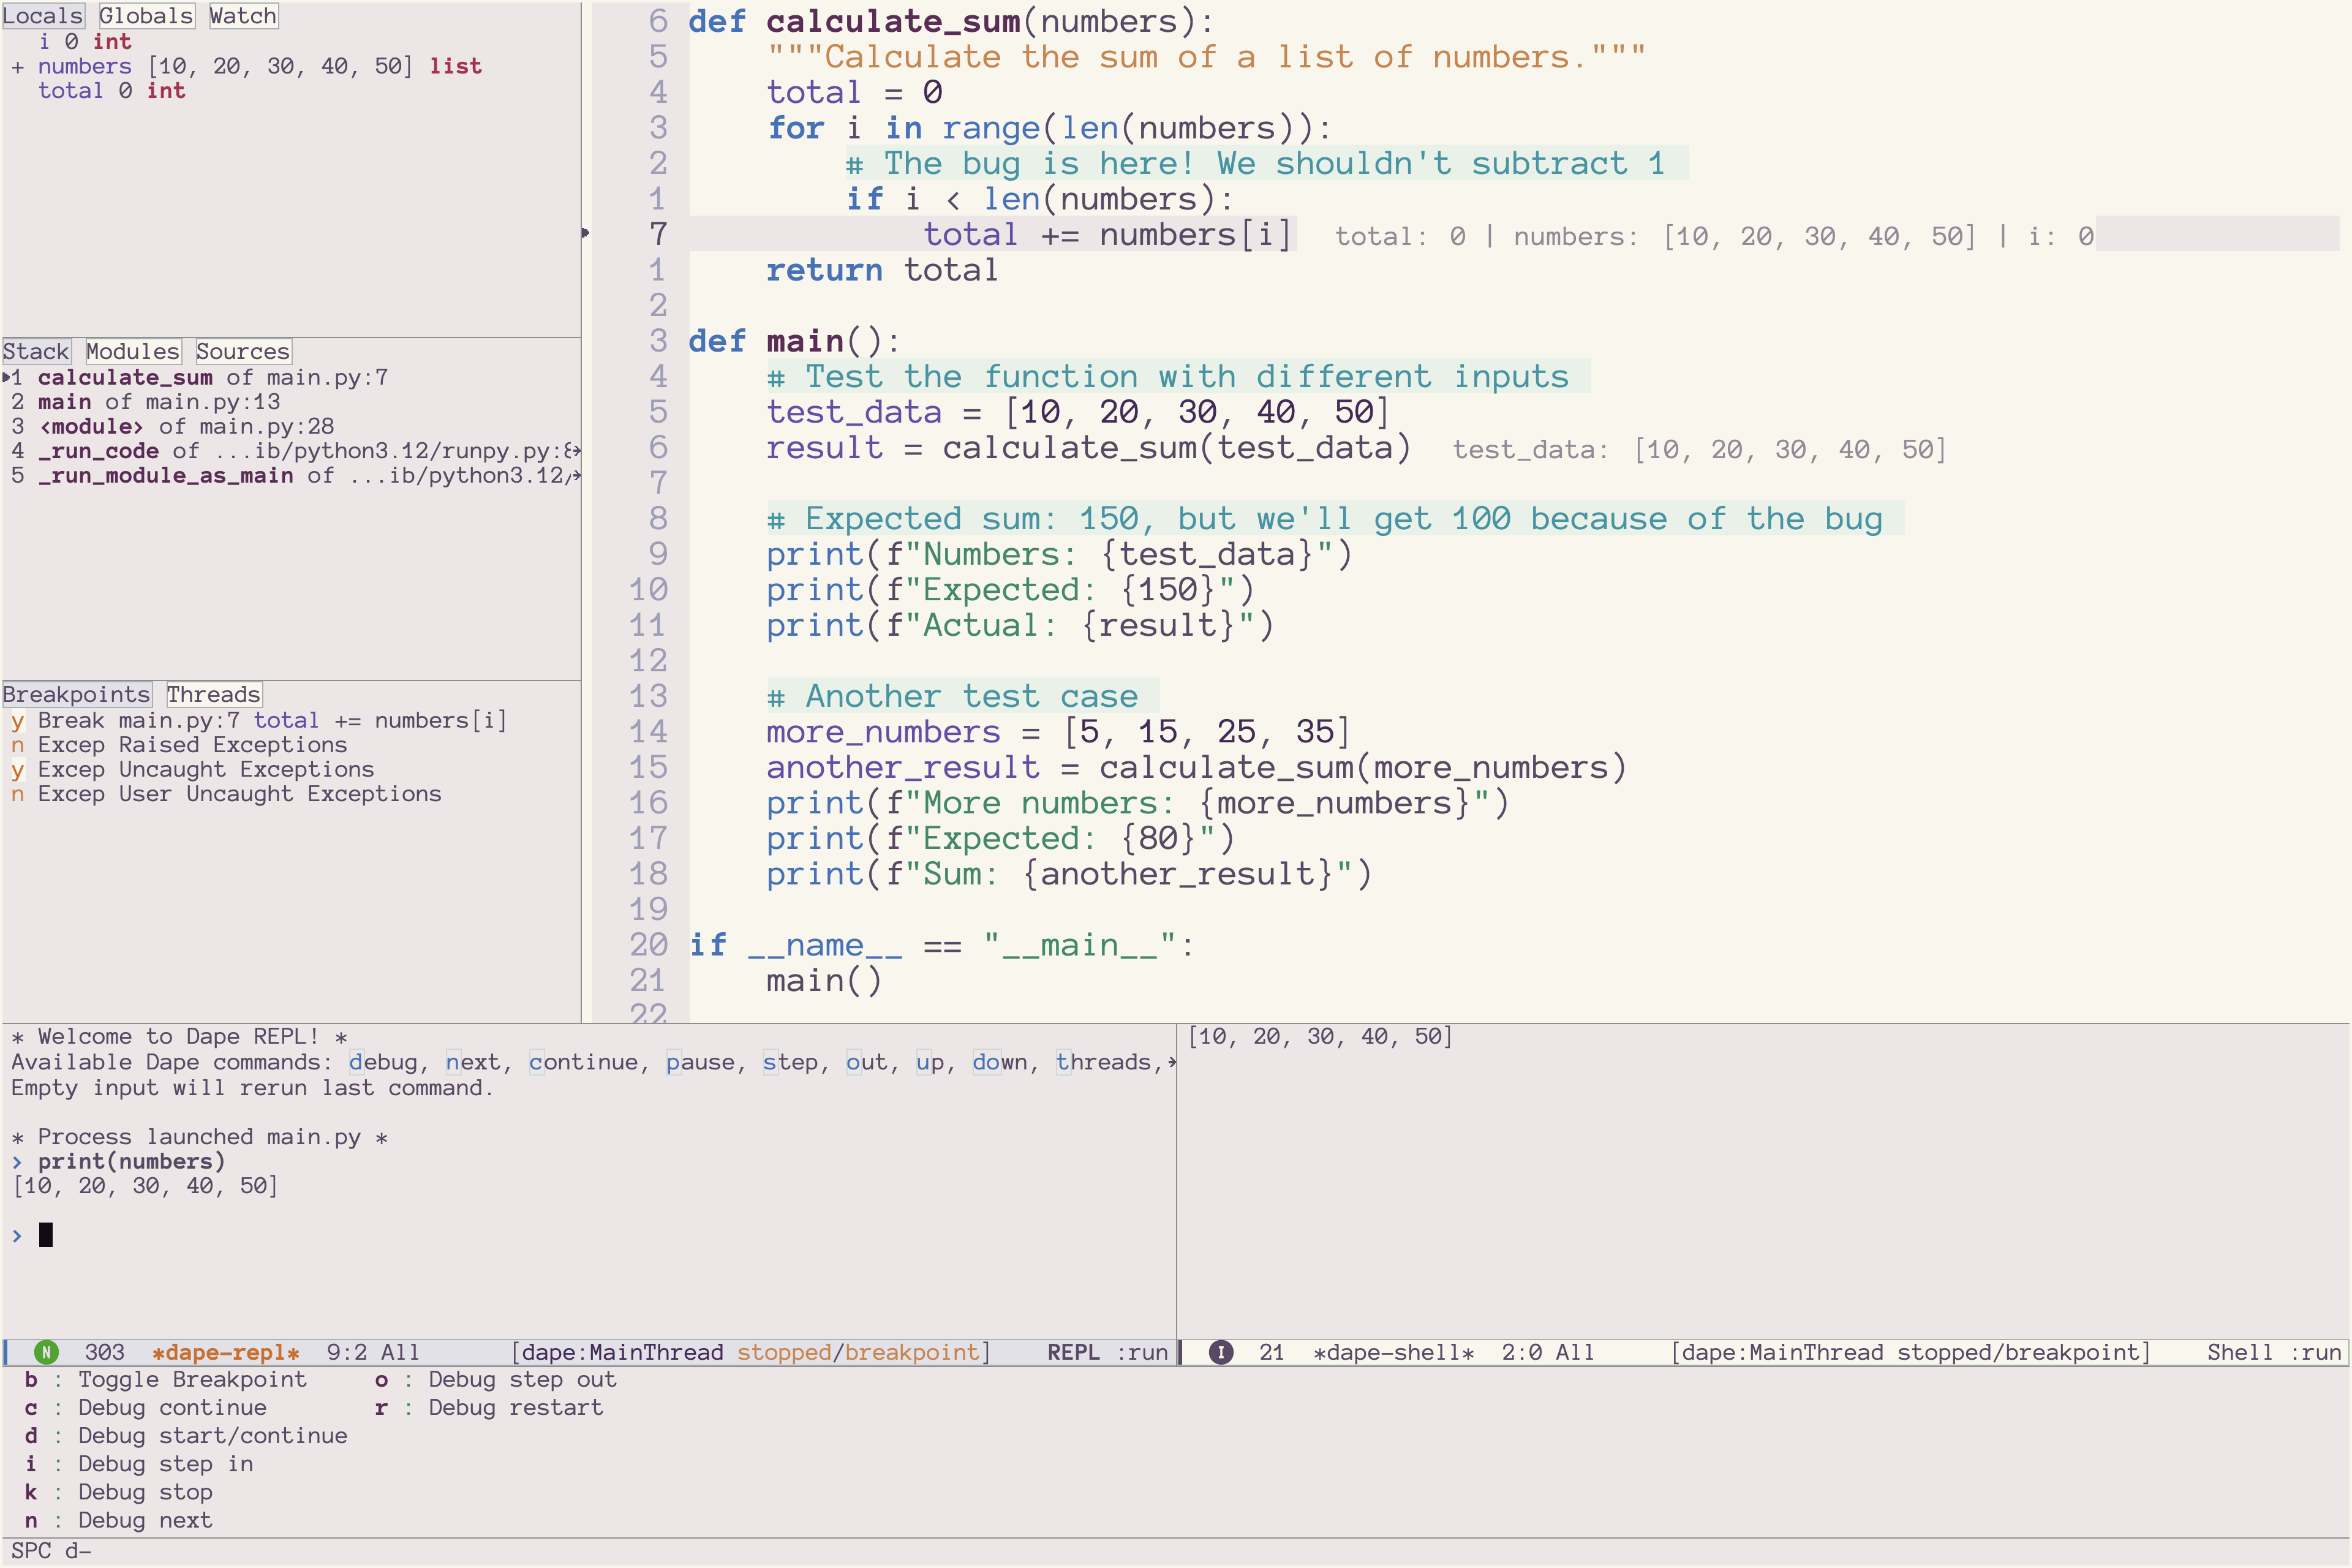 Locals Globals Watch
i 0 int
+ numbers [10, 20, 30, 40, 50] list
total 0 int
Stack Modules Sources
1 calculate_sum of main.py:7
2 main of main.py:13
3 <module> of main.py:28
4 _run_code of ...ib/python3.12/runpy.py:
5 _run_module_as_main of ...ib/python3.12/
Breakpoints Threads
y Break main.py:7 total += numbers[i]
n Excep Raised Exceptions
y Excep Uncaught Exceptions
n Excep User Uncaught Exceptions
6 def calculate_sum(numbers):
5 """Calculate the sum of a list of numbers."""
4 total = 0
3 for i in range(len(numbers)):
2 # The bug is here! We shouldn't subtract 1
1 if i < len(numbers):
7 total += numbers[i] total: 0 | numbers: [10, 20, 30, 40, 50] | i: 0
1 return total
2
3 def main():
4 # Test the function with different inputs
5 test_data = [10, 20, 30, 40, 50]
6 result = calculate_sum(test_data) test_data: [10, 20, 30, 40, 50]
7
8 # Expected sum: 150, but we'll get 100 because of the bug
9 print(f"Numbers: {test_data}")
10 print(f"Expected: {150}")
11 print(f"Actual: {result}")
12
13 # Another test case
14 more_numbers = [5, 15, 25, 35]
15 another_result = calculate_sum(more_numbers)
16 print(f"More numbers: {more_numbers}")
17 print(f"Expected: {80}")
18 print(f"Sum: {another_result}")
19
20 if __name__ == "__main__":
21 main()
22
* Welcome to Dape REPL! *
Available Dape commands: debug, next, continue, pause, step, out, up, down, threads,
Empty input will rerun last command.
* Process launched main.py *
> print(numbers)
[10, 20, 30, 40, 50]
>
[10, 20, 30, 40, 50]
N 303 *dape-repl* 9:2 All [dape:MainThread stopped/breakpoint] REPL :run
I 21 *dape-shell* 2:0 All [dape:MainThread stopped/breakpoint] Shell :run
b : Toggle Breakpoint o : Debug step out
c : Debug continue r : Debug restart
d : Debug start/continue
i : Debug step in
k : Debug stop
n : Debug next
SPC d-